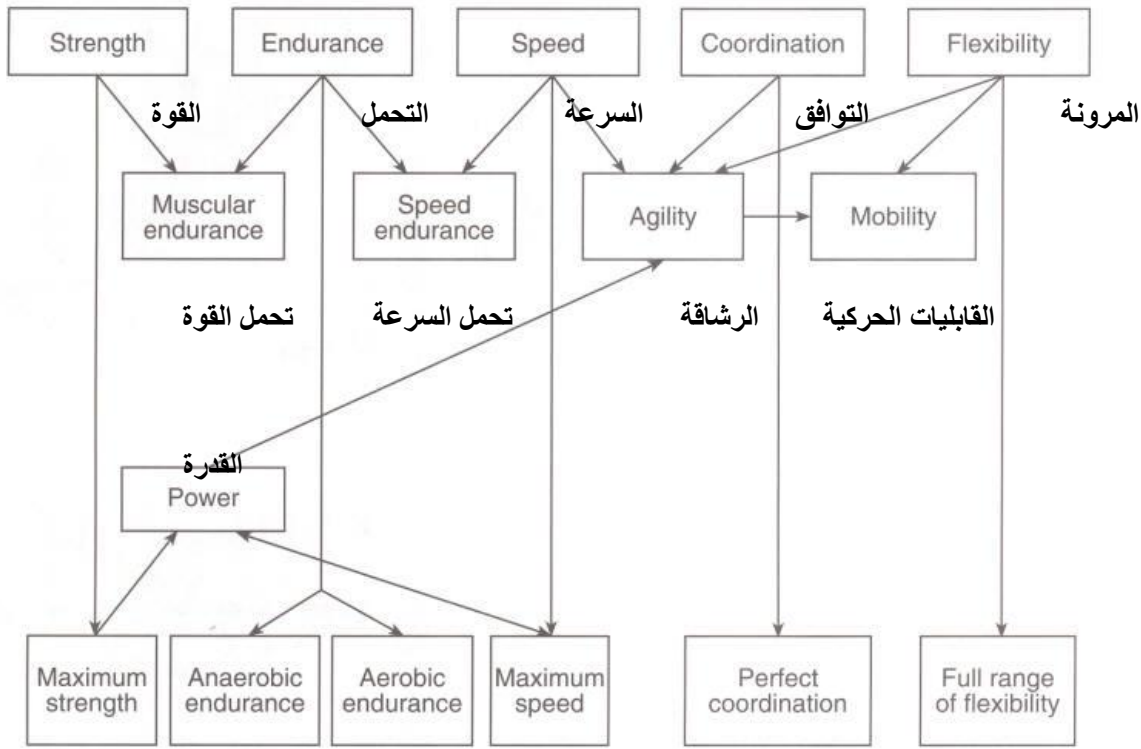 Strength
Endurance
Speed
Coordination
Flexibility
القوة
التحمل
السرعة
التوافق
المرونة
Muscular
endurance
Speed
endurance
Agility
Mobility
تحمل القوة
تحمل السرعة
الرشاقة
القابليات الحركية
القدرة
Power
Maximum
strength
Anaerobic
endurance
Aerobic
endurance
Maximum
speed
Perfect
coordination
Full range
of flexibility